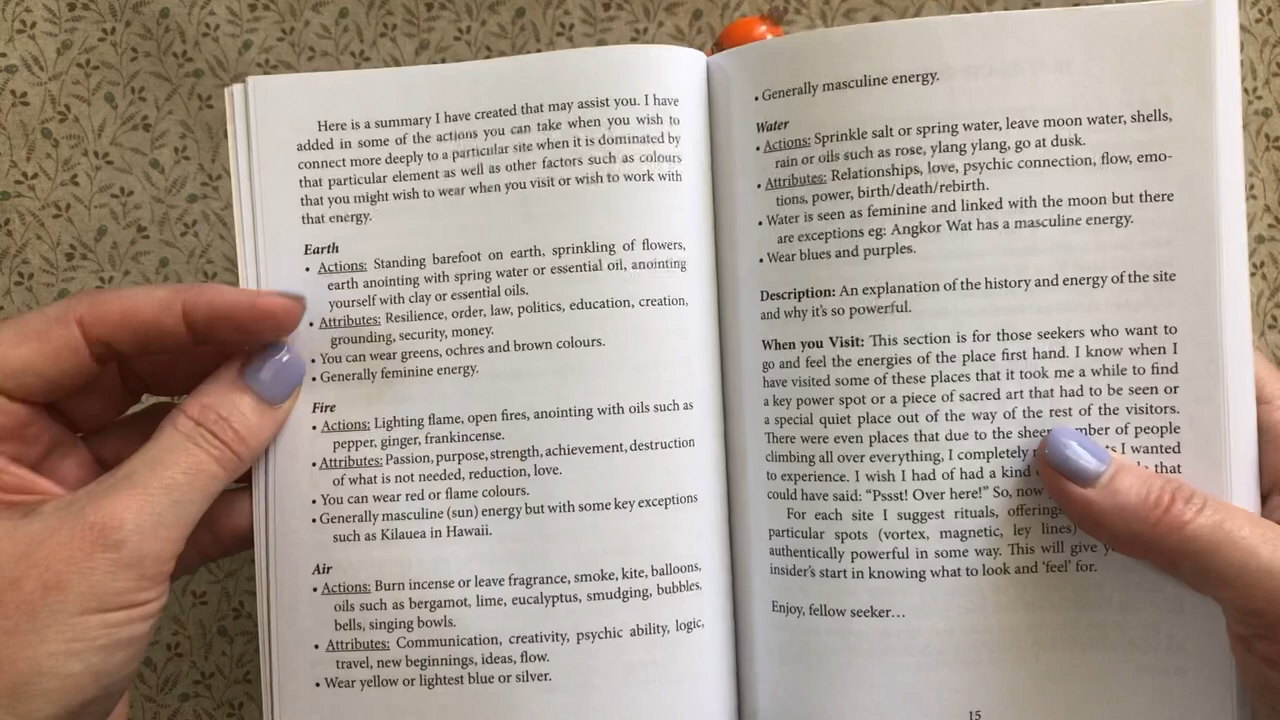 Here is a summary I have created that may assist you. I have
added in some of the actions you can take when you wish to
connect more deeply to a particular site when it is dominated by
that particular element as well as other factors such as colours
that you might wish to wear when you visit or wish to work with
that energy.
Earth
• Actions: Standing barefoot on earth, sprinkling of flowers,
earth anointing with spring water or essential oil, anointing
yourself with clay or essential oils.
• Attributes: Resilience, order, law, politics, education, creation,
grounding, security, money.
• You can wear greens, ochres and brown colours.
• Generally feminine energy.
Fire
• Actions: Lighting flame, open fires, anointing with oils such as
pepper, ginger, frankincense.
• Attributes: Passion, purpose, strength, achievement, destruction
of what is not needed, reduction, love.
• You can wear red or flame colours.
• Generally masculine (sun) energy but with some key exceptions
such as Kilauea in Hawaii.
Air
• Actions: Burn incense or leave fragrance, smoke, kite, balloons,
oils such as bergamot, lime, eucalyptus, smudging, bubbles,
bells, singing bowls.
• Attributes: Communication, creativity, psychic ability, logic,
travel, new beginnings, ideas, flow.
• Wear yellow or lightest blue or silver.
• Generally masculine energy.
Water
• Actions: Sprinkle salt or spring water, leave moon water, shells,
rain or oils such as rose, ylang ylang, go at dusk.
• Attributes: Relationships, love, psychic connection, flow, emo-
tions, power, birth/death/rebirth.
• Water is seen as feminine and linked with the moon but there
are exceptions eg: Angkor Wat has a masculine energy.
• Wear blues and purples.
Description: An explanation of the history and energy of the site
and why it's so powerful.
When you Visit: This section is for those seekers who want to
go and feel the energies of the place first hand. I know when I
have visited some of these places that it took me a while to find
a key power spot or a piece of sacred art that had to be seen or
a special quiet place out of the way of the rest of the visitors.
There were even places that due to the sheer of people
climbing all over everything, I completely I wanted
to experience. I wish I had of had a kind that
could have said: "Pssst! Over here!" So, now
For each site I suggest rituals, offerings
particular spots (vortex, magnetic, ley lines)
authentically powerful in some way. This will give
insider's start in knowing what to look and 'feel' for.
Enjoy, fellow seeker…
15